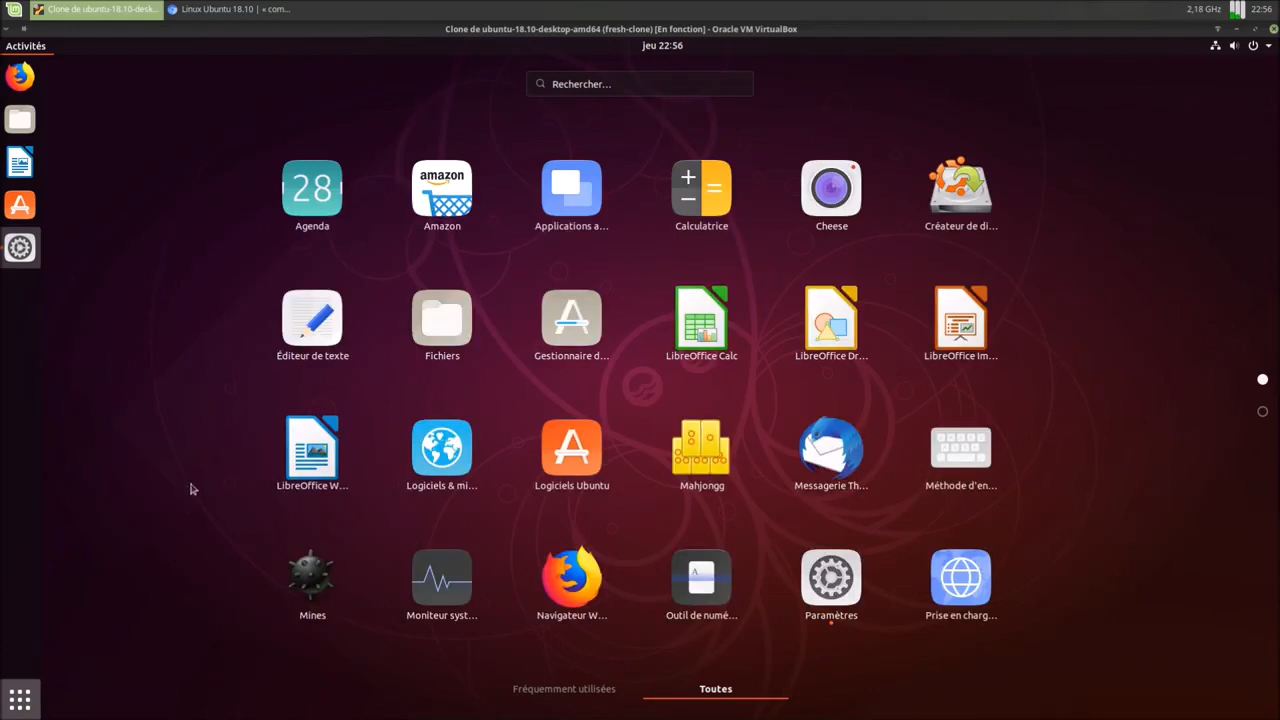 Clone de ubuntu-18.10-desk...
Linux Ubuntu 18.10 | « com...
2,18 GHz
22:56
Clone de ubuntu-18.10-desktop-amd64 (fresh-clone) [En fonction] - Oracle VM VirtualBox
Activités
jeu 22:56
Rechercher...
28
amazon
Agenda
Amazon
Applications a...
Calculatrice
Cheese
Créateur de di...
Éditeur de texte
Fichiers
Gestionnaire d...
LibreOffice Calc
LibreOffice Dr...
LibreOffice Im...
LibreOffice W...
Logiciels & mi...
Logiciels Ubuntu
Mahjongg
Messagerie Th...
Méthode d'en...
Mines
Moniteur syst...
Navigateur W...
Outil de numé...
Paramètres
Prise en charg...
Fréquemment utilisées
Toutes